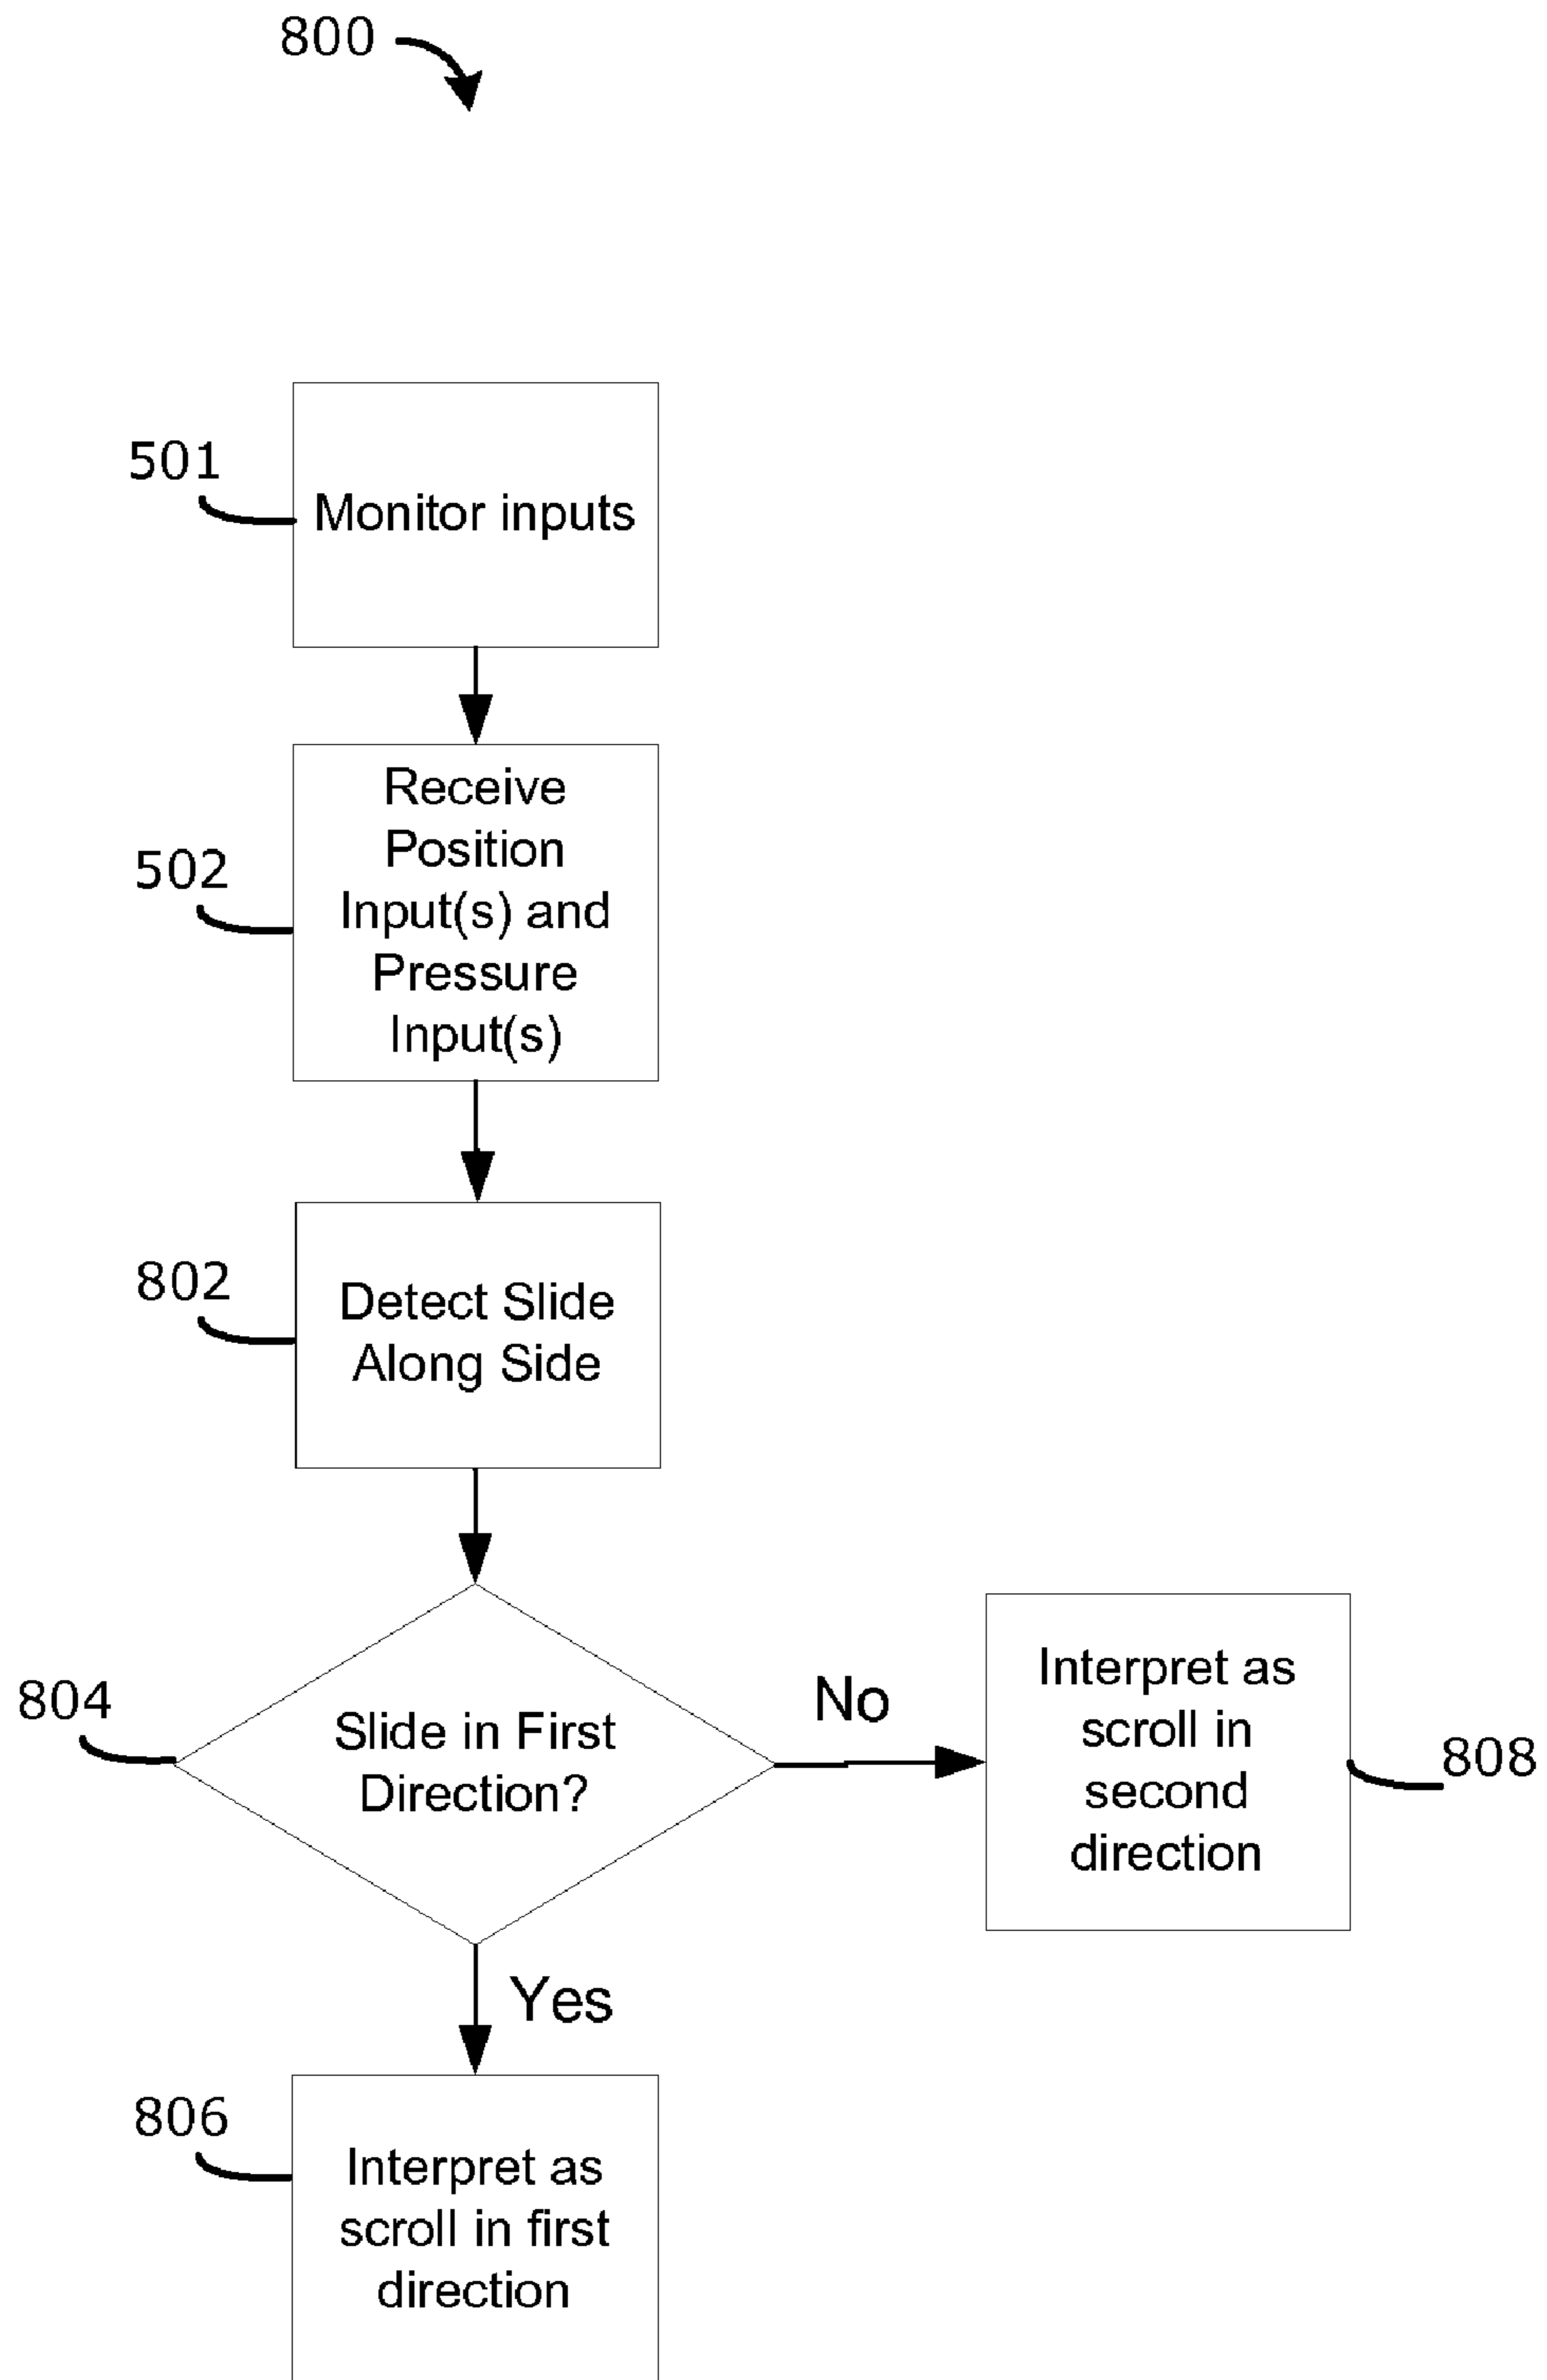 800
501
Monitor inputs
502
Receive
Position
Input(s) and
Pressure
Input(s)
802
Detect Slide
Along Side
804
Slide in First
Direction?
No
Interpret as
scroll in
second
direction
808
Yes
806
Interpret as
scroll in first
direction